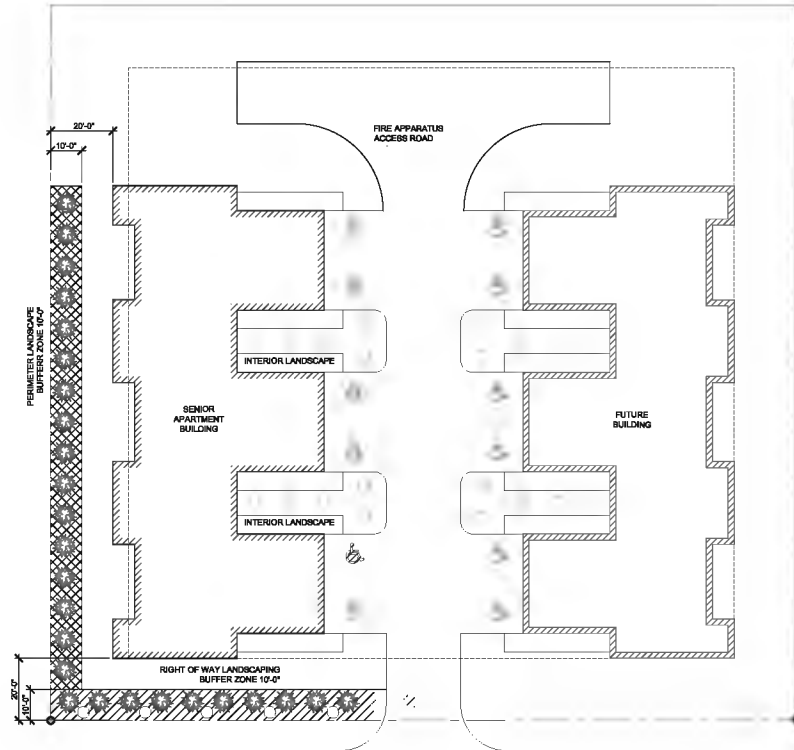 20'-0"
FIRE APPARATUS
ACCESS ROAD
10'-0"
PERIMETER LANDSCAPE
BUFFERR ZONE 10'-0"
INTERIOR LANDSCAPE
SENIOR
APARTMENT
BUILDING
FUTURE
BUILDING
INTERIOR LANDSCAPE
RIGHT OF WAY LANDSCAPING
BUFFER ZONE 10'-0"
20'-0"
10'-0"